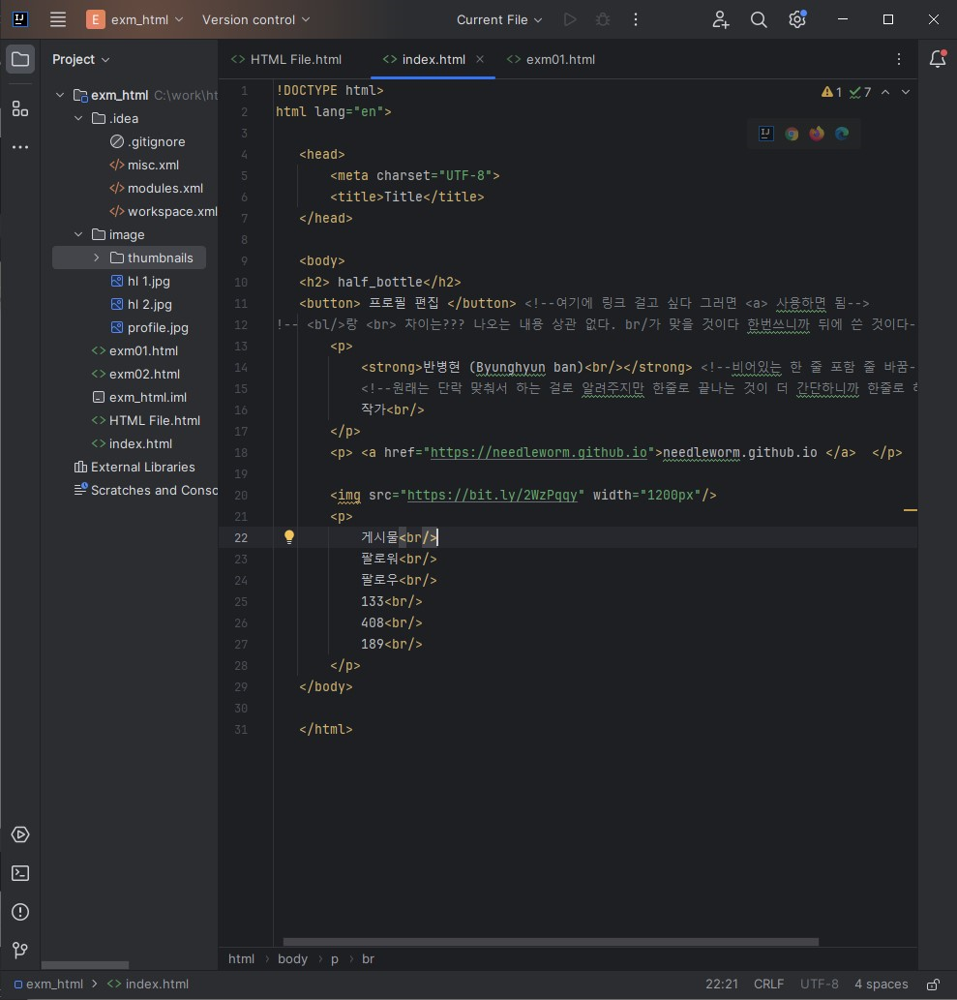 IJ
E exm_html
Version control
Current File
Project
HTML File.html
index.html
exm01.html
exm_html C:\work\ht
.idea
.gitignore
misc.xml
modules.xml
workspace.xml
image
thumbnails
hl 1.jpg
hl 2.jpg
profile.jpg
exm01.html
exm02.html
exm_html.iml
HTML File.html
index.html
External Libraries
Scratches and Conso
1 !DOCTYPE html>
1 7
2 html lang="en">
3
4 <head>
5 <meta charset="UTF-8">
6 <title>Title</title>
7 </head>
8
9 <body>
10 <h2> half_bottle</h2>
11 <button> 프로필 편집 </button> <!--여기에 링크 걸고 싶다 그러면 <a> 사용하면 됨-->
12 !-- <bl/>랑 <br> 차이는??? 나오는 내용 상관 없다. br/가 맞을 것이다 한번쓰니까 뒤에 쓴 것이다-
13 <p>
14 <strong>반병현 (Byunghyun ban)<br/></strong> <!--비어있는 한 줄 포함 줄 바꿈-
15 <!--원래는 단락 맞춰서 하는 걸로 알려주지만 한줄로 끝나는 것이 더 간단하니까 한줄로
16 작가<br/>
17 </p>
18 <p> <a href="https://needleworm.github.io">needleworm.github.io </a> </p>
19
20 <img src="https://bit.ly/2WzPqqy" width="1200px"/>
21 <p>
22 게시물<br/>
23 팔로워<br/>
24 팔로우<br/>
25 133<br/>
26 408<br/>
27 189<br/>
28 </p>
29 </body>
30
31 </html>
html > body > p > br
exm_html > index.html
22:21 CRLF UTF-8 4 spaces